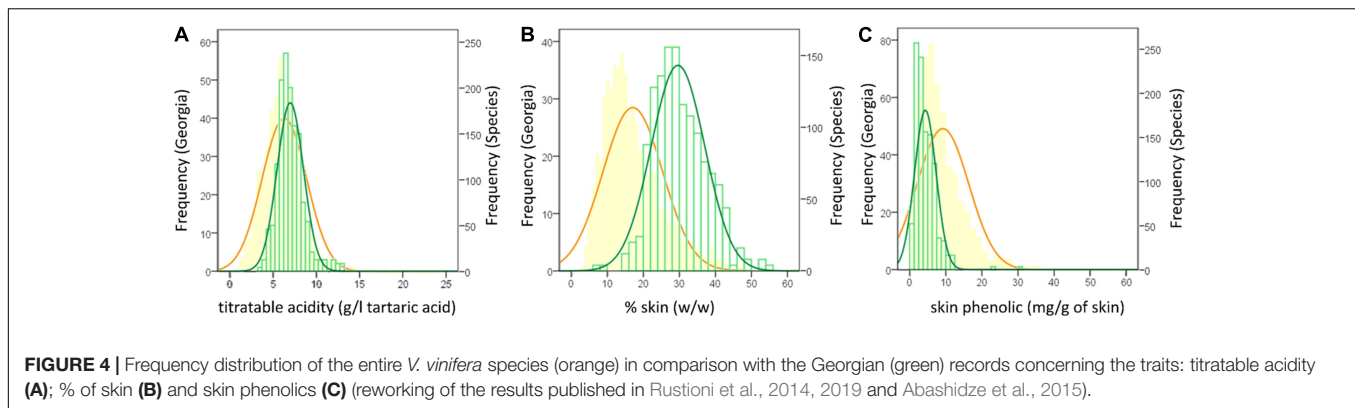 A
60
50
40
30
20
10
0
250
200
150
100
50
0
0 5 10 15 20 25
Frequency (Georgia)
Frequency (Species)
titratable acidity (g/l tartaric acid)
B
40
30
20
10
0
150
100
50
0
0 10 20 30 40 50 60
Frequency (Georgia)
Frequency (Species)
% skin (w/w)
C
80
60
40
20
0
250
200
150
100
50
0
0 10 20 30 40 50 60
Frequency (Georgia)
Frequency (Species)
skin phenolic (mg/g of skin)
FIGURE 4 | Frequency distribution of the entire V. vinifera species (orange) in comparison with the Georgian (green) records concerning the traits: titratable acidity
(A); % of skin (B) and skin phenolics (C) (reworking of the results published in Rustioni et al., 2014, 2019 and Abashidze et al., 2015).